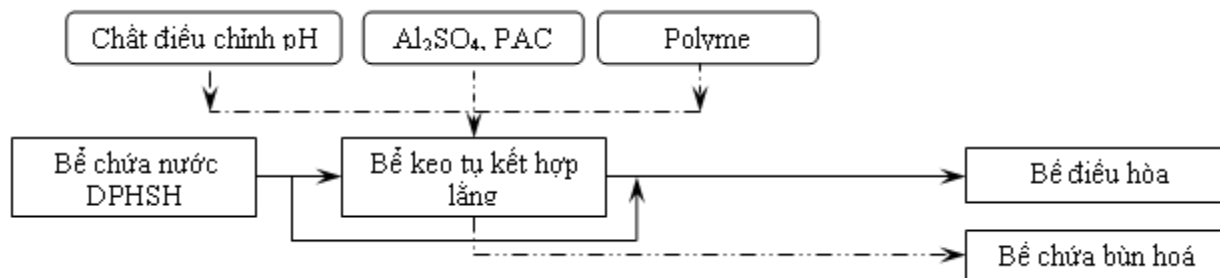 Chất điều chỉnh pH
Al₂SO₄, PAC
Polyme
Bể chứa nước
DPHSH
Bể keo tụ kết hợp
lắng
Bể điều hòa
Bể chứa bùn hoá